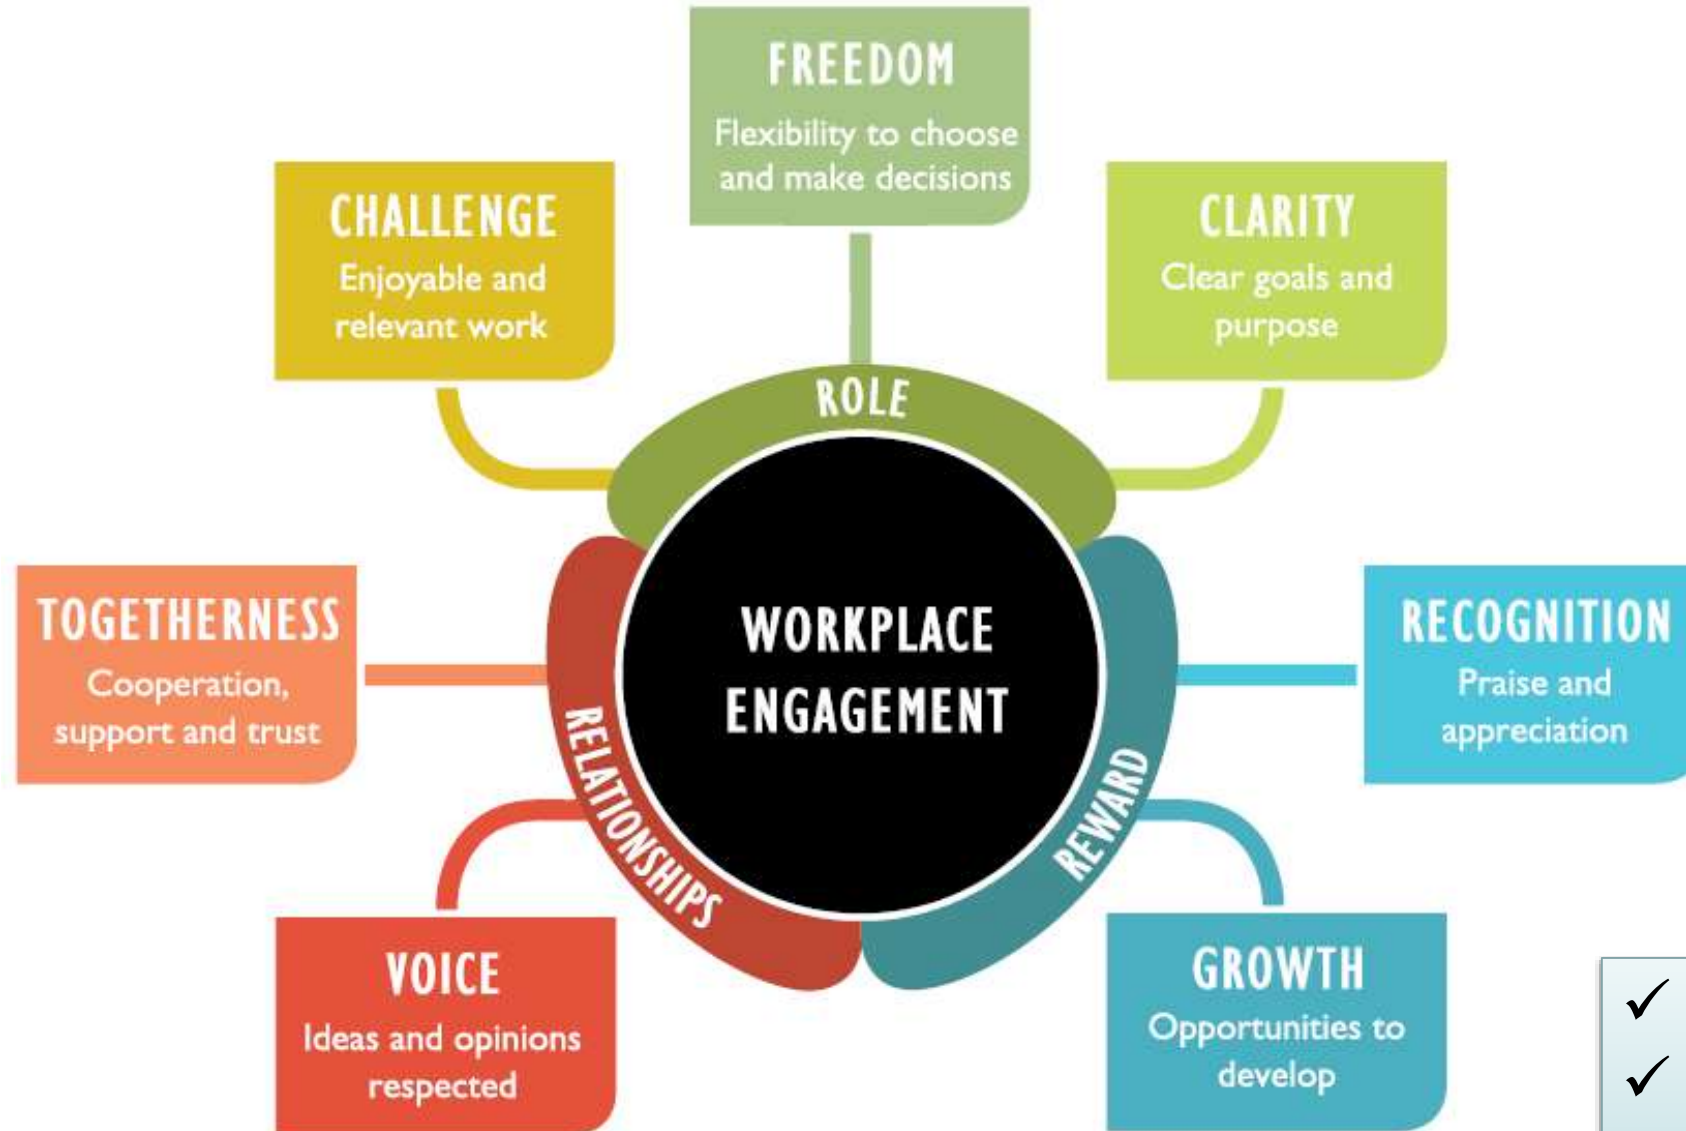 FREEDOM
Flexibility to choose
and make decisions
CHALLENGE
Enjoyable and
relevant work
CLARITY
Clear goals and
purpose
ROLE
TOGETHERNESS
Cooperation,
support and trust
WORKPLACE
ENGAGEMENT
RECOGNITION
Praise and
appreciation
RELATIONSHIPS
REWARD
VOICE
Ideas and opinions
respected
GROWTH
Opportunities to
develop
✓
✓